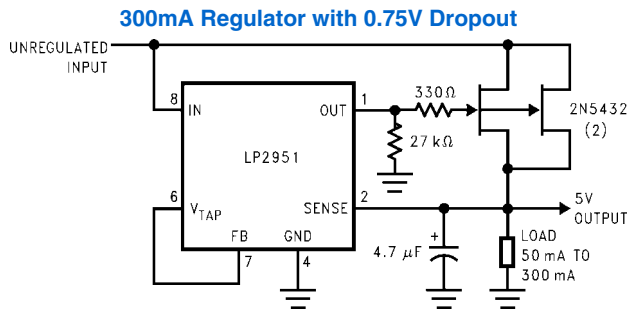 300mA Regulator with 0.75V Dropout
UNREGULATED
INPUT
8
IN
OUT
1
330Ω
2N5432
(2)
27 kΩ
LP2951
6
VTAP
SENSE
2
5V
OUTPUT
FB
GND
7
4
+
4.7 μF
LOAD
50 mA TO
300 mA